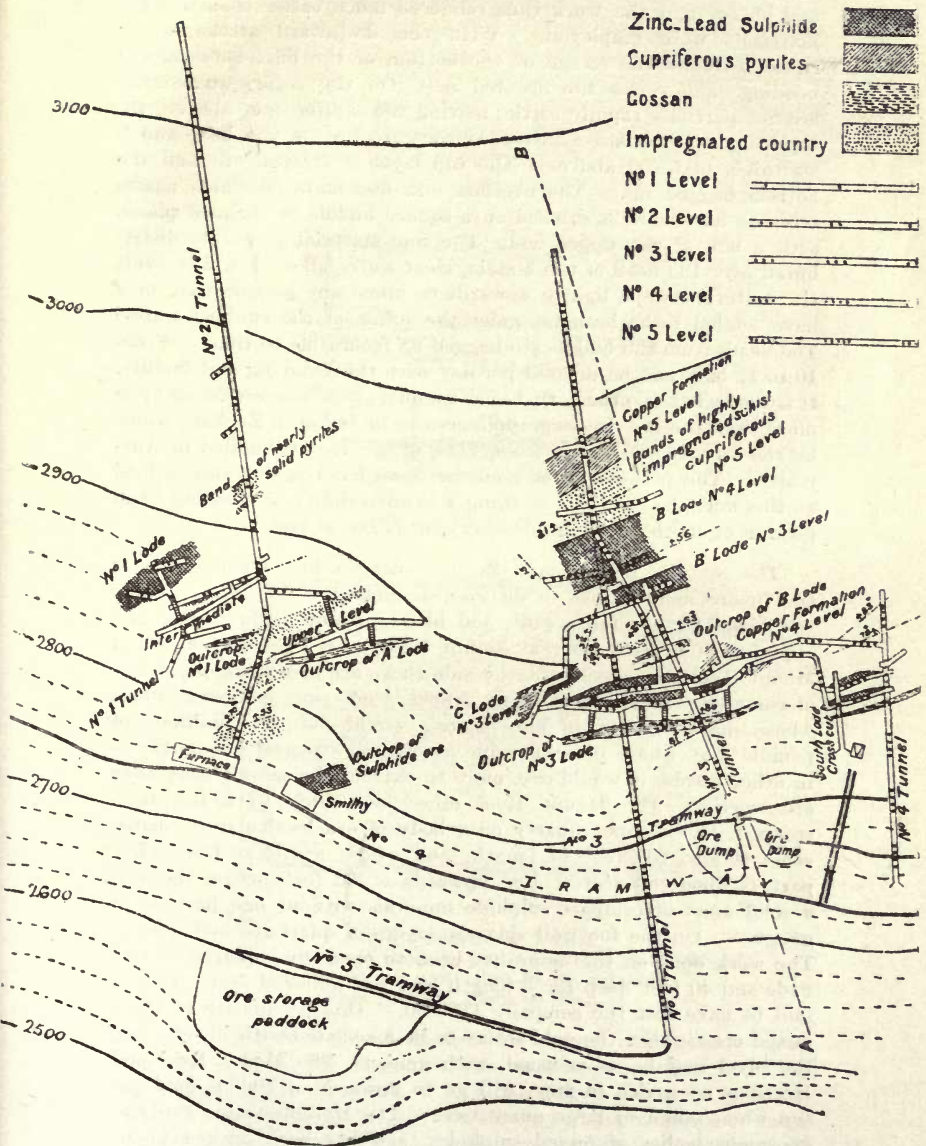 Zinc-Lead Sulphide
Cupriferous pyrites
Gossan
Impregnated country
Nº 1 Level
Nº 2 Level
Nº 3 Level
Nº 4 Level
Nº 5 Level
3100
B
Nº 2 Tunnel
3000
Copper Formation
Nº 5 Level
Bands of highly
impregnated schist
cupriferous
Nº 5 Level
Band of nearly
solid pyrites
2900
"B" Lode Nº 4 Level
256
"B" Lode Nº 3 Level
Nº 1 Lode
Intermediate
Upper Level
Outcrop of "B" Lode
Copper Formation
Nº 4 Level
Outcrop
Nº 1 Lode
Outcrop of "A" Lode
2800
Nº 1 Tunnel
"C" Lode
Nº 3 Level
Outcrop of
Nº 3 Lode
Nº 3
Tunnel
South Lode
Cross cut
Nº 4 Tunnel
Furnace
Outcrop of
Sulphide ore
Smithy
2700
Nº 3 Tramway
Ore
Dump
Ore
Dump
Nº 4 TRAMWAY
2600
Nº 5 Tramway
Nº 5 Tunnel
Ore storage
paddock
2500
A